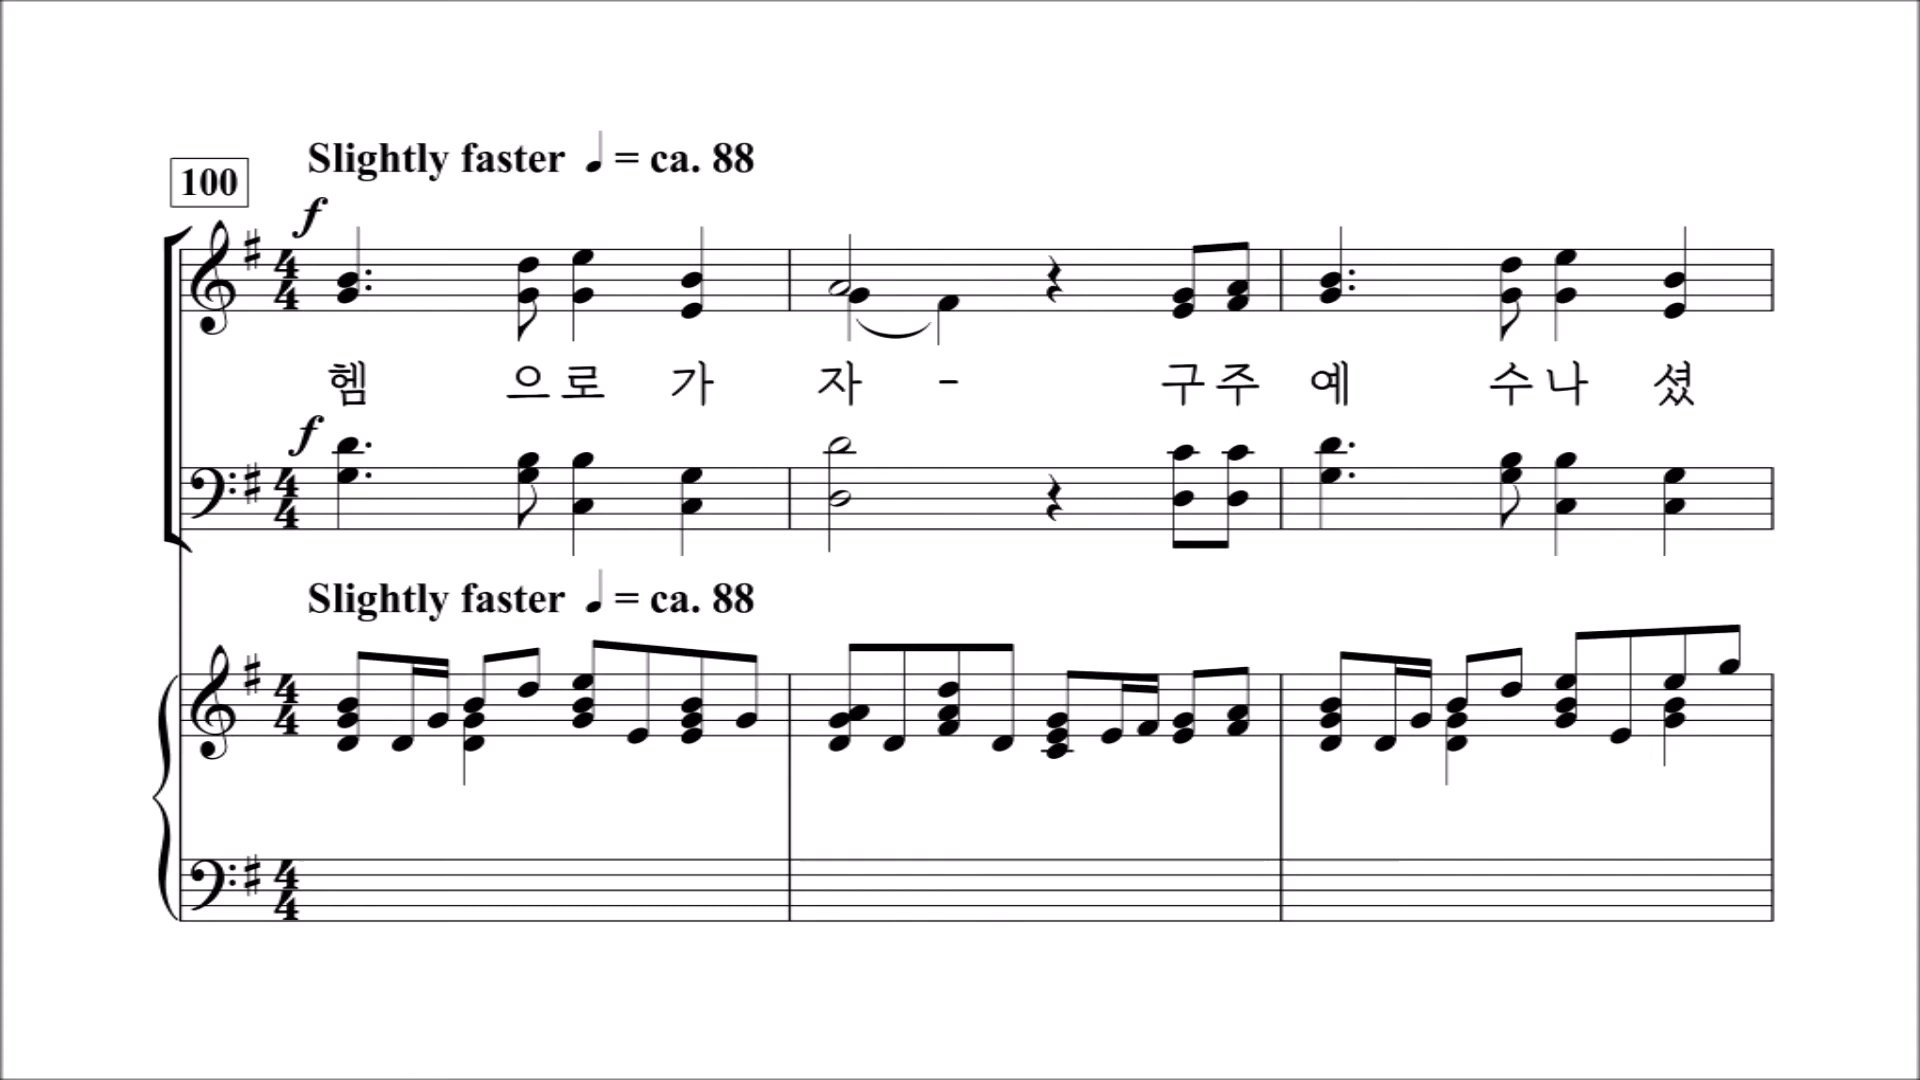 Slightly faster ♩ = ca. 88
100
f
헴 으로 가 자 - 구주 예 수나 셨
f
Slightly faster ♩ = ca. 88